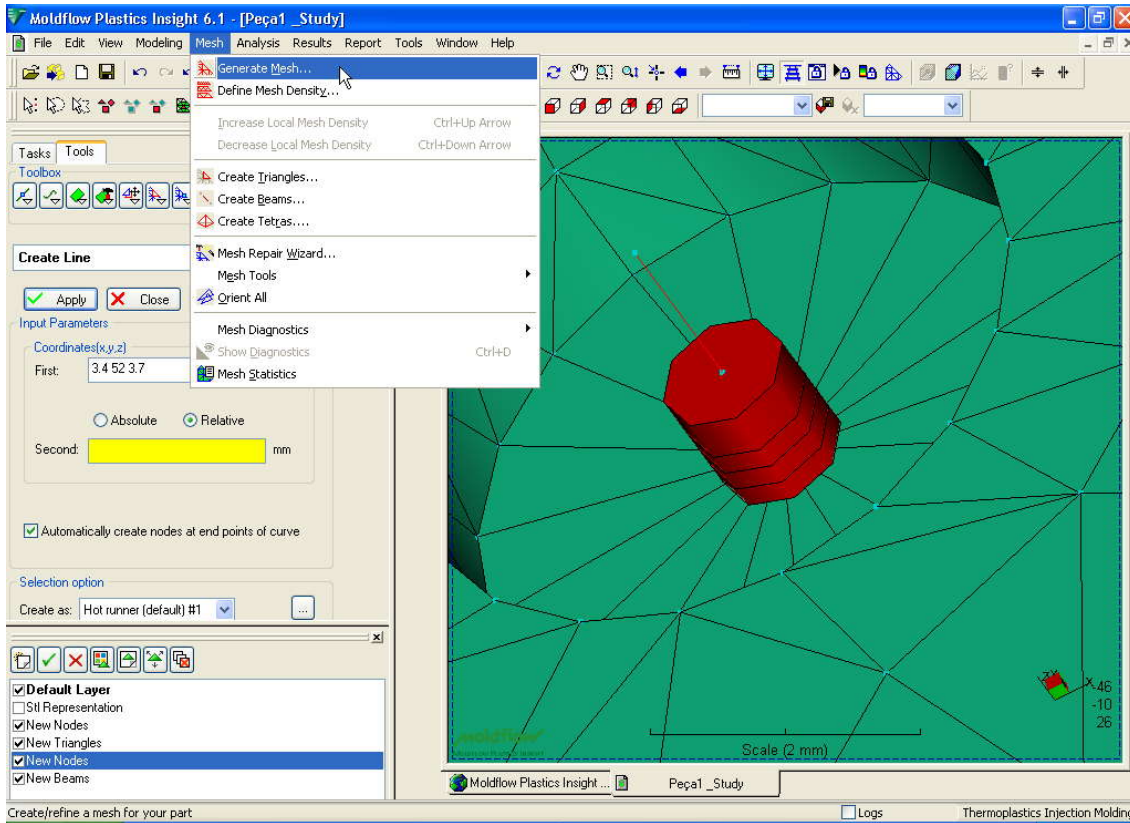 Moldflow Plastics Insight 6.1 - [Peça1 _Study]
File Edit View Modeling Mesh Analysis Results Report Tools Window Help
Generate Mesh...
Define Mesh Density...
Increase Local Mesh Density Ctrl+Up Arrow
Decrease Local Mesh Density Ctrl+Down Arrow
Create Triangles...
Create Beams...
Create Tetras....
Mesh Repair Wizard...
Mesh Tools
Orient All
Mesh Diagnostics
Show Diagnostics Ctrl+D
Mesh Statistics
Tasks Tools
Toolbox
Create Line
Apply Close
Input Parameters
Coordinates(x,y,z)
First: 3.4 52 3.7
Absolute Relative
Second: mm
Automatically create nodes at end points of curve
Selection option
Create as: Hot runner (default) #1 ...
Default Layer
Stl Representation
New Nodes
New Triangles
New Nodes
New Beams
moldflow
Scale (2 mm)
X -46
-10
26
Moldflow Plastics Insight ... Peça1 _Study
Create/refine a mesh for your part Logs Thermoplastics Injection Molding